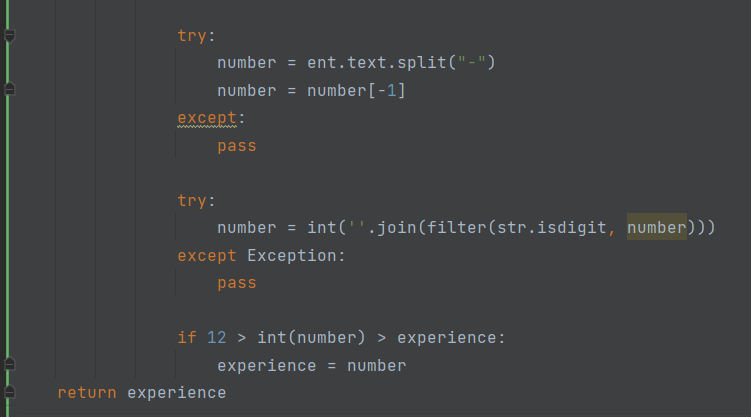 try:
number = ent.text.split("-")
number = number[-1]
except:
pass
try:
number = int(''.join(filter(str.isdigit, number)))
except Exception:
pass
if 12 > int(number) > experience:
experience = number
return experience